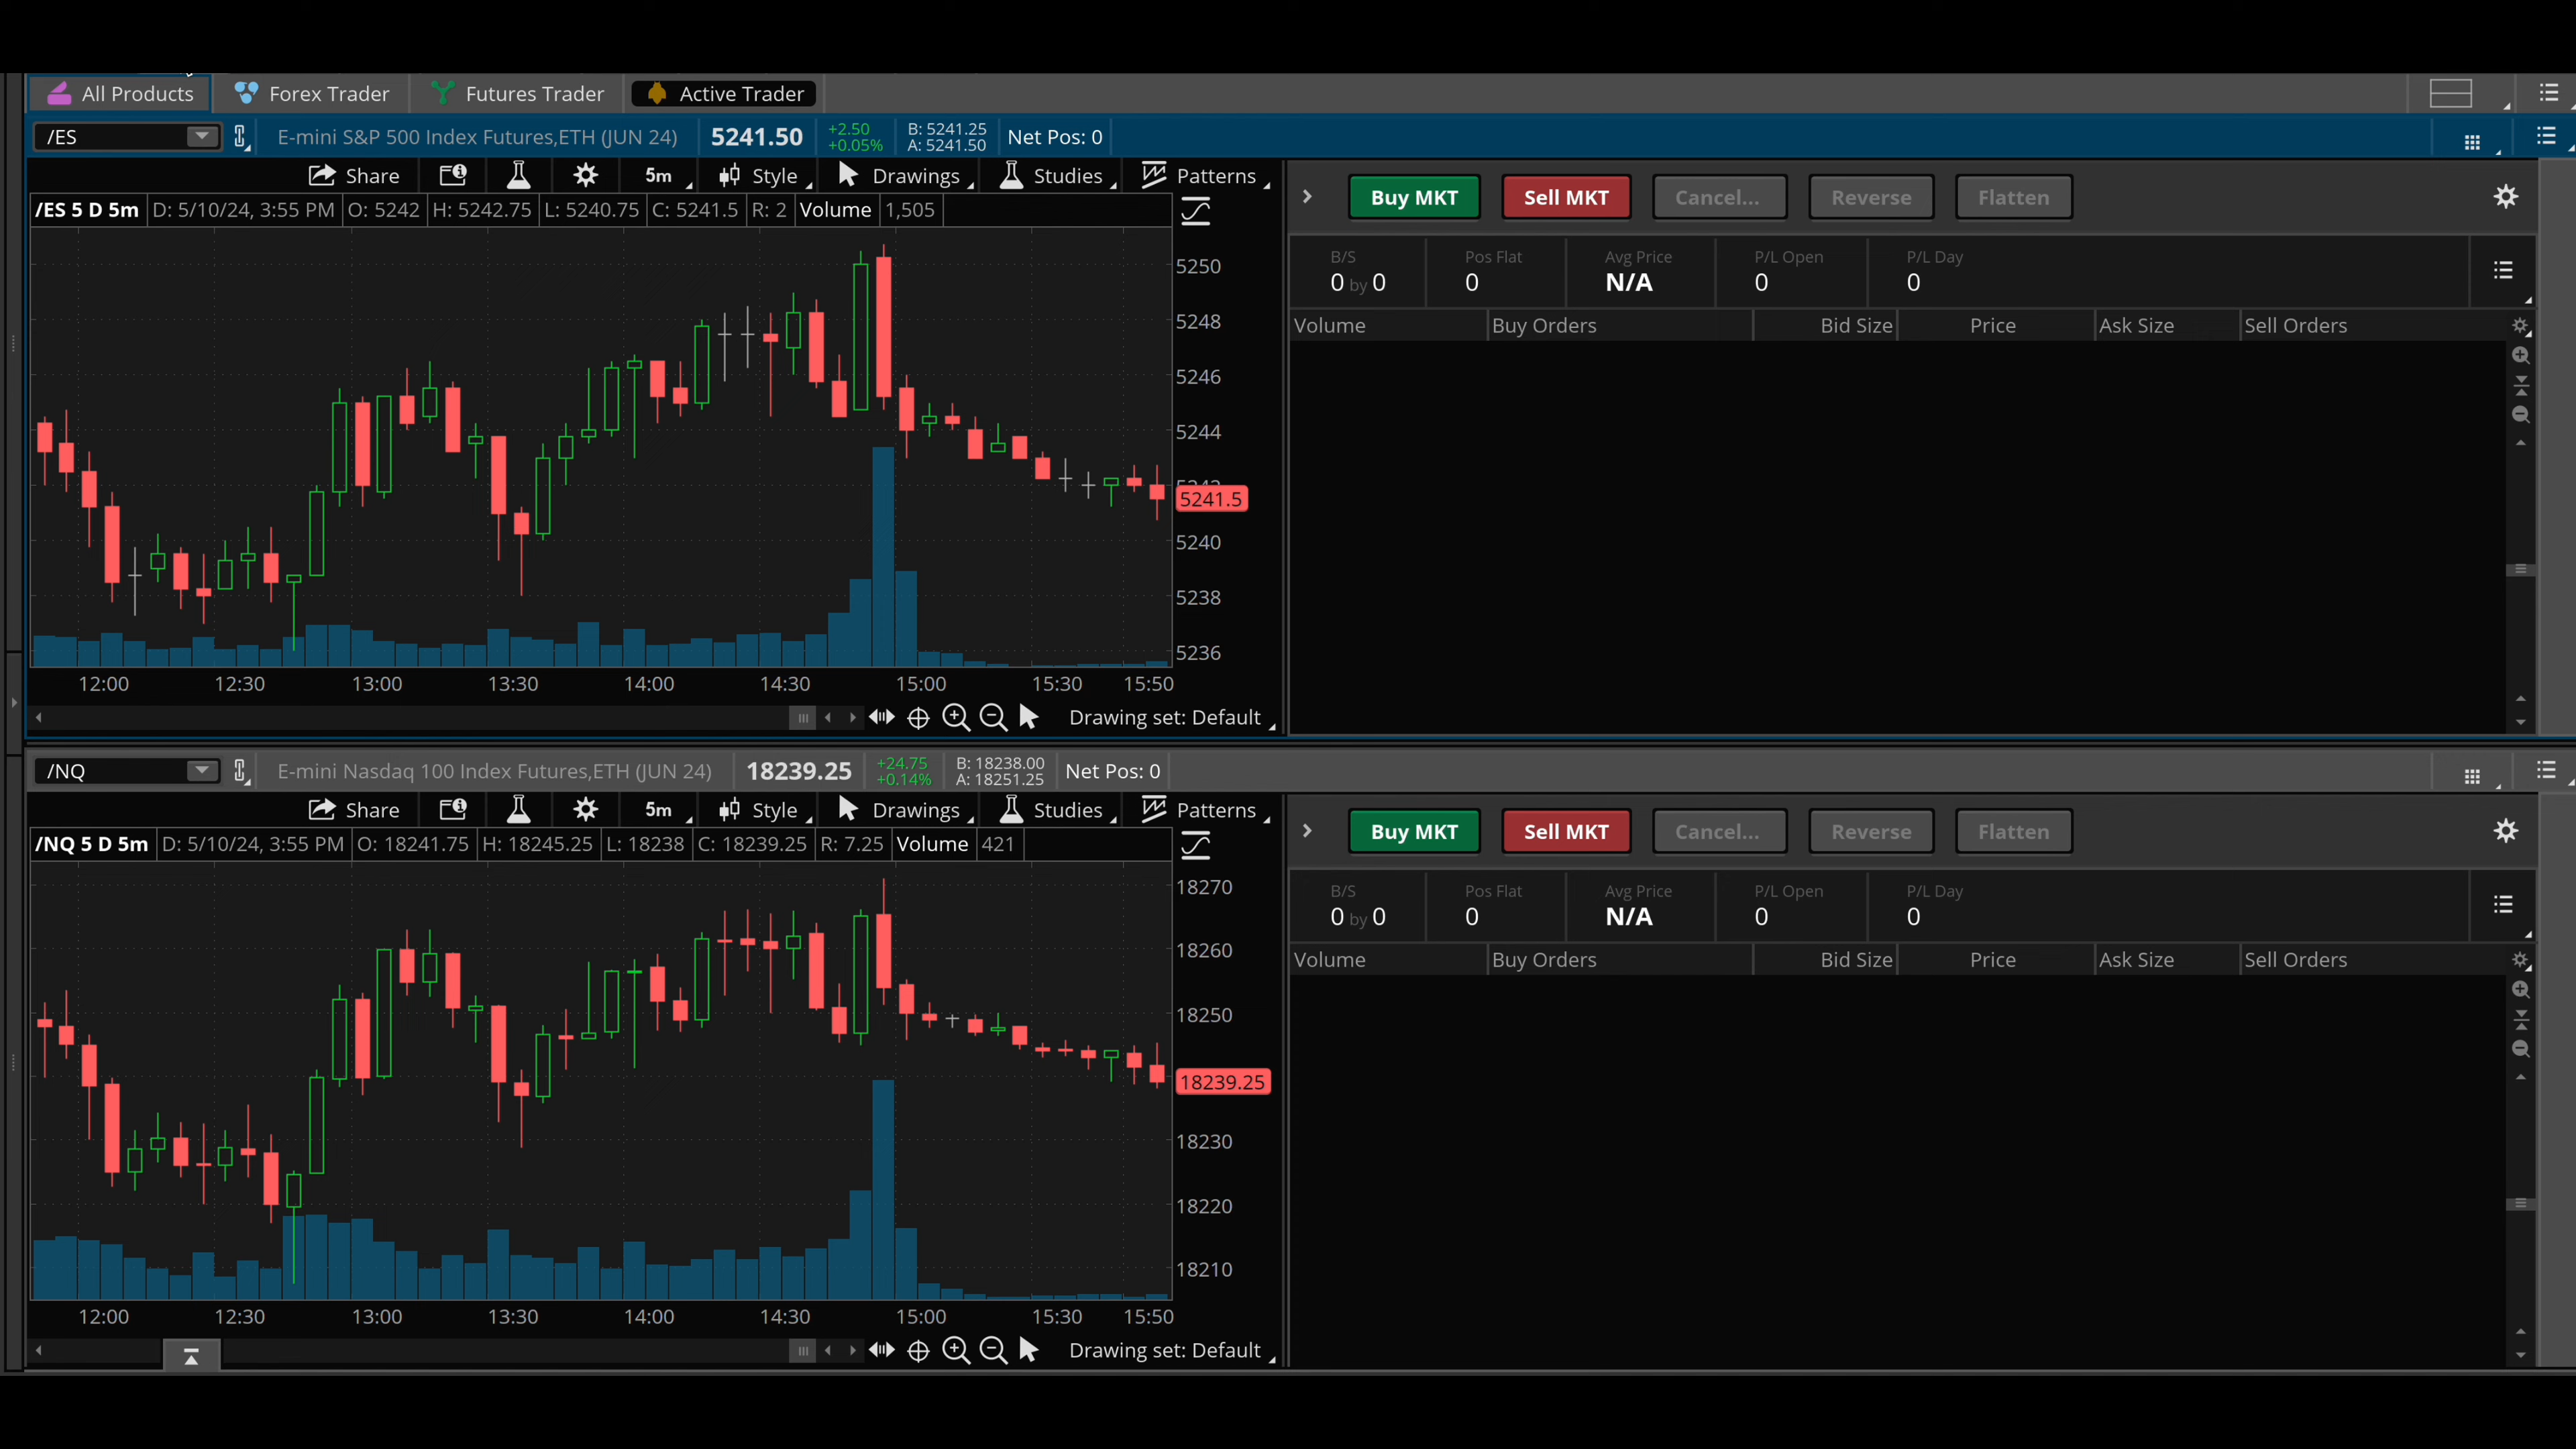 All Products Forex Trader Futures Trader Active Trader
/ES E-mini S&P 500 Index Futures,ETH (JUN 24) 5241.50 +2.50 +0.05% B: 5241.25 A: 5241.50 Net Pos: 0
Share 5m Style Drawings Studies Patterns
/ES 5 D 5m D: 5/10/24, 3:55 PM O: 5242 H: 5242.75 L: 5240.75 C: 5241.5 R: 2 Volume 1,505
5250
5248
5246
5244
5241.5
5240
5238
5236
12:00 12:30 13:00 13:30 14:00 14:30 15:00 15:30 15:50
Drawing set: Default
Buy MKT Sell MKT Cancel... Reverse Flatten
B/S Pos Flat Avg Price P/L Open P/L Day
0 by 0 0 N/A 0 0
Volume Buy Orders Bid Size Price Ask Size Sell Orders
/NQ E-mini Nasdaq 100 Index Futures,ETH (JUN 24) 18239.25 +24.75 +0.14% B: 18238.00 A: 18251.25 Net Pos: 0
Share 5m Style Drawings Studies Patterns
/NQ 5 D 5m D: 5/10/24, 3:55 PM O: 18241.75 H: 18245.25 L: 18238 C: 18239.25 R: 7.25 Volume 421
18270
18260
18250
18239.25
18230
18220
18210
12:00 12:30 13:00 13:30 14:00 14:30 15:00 15:30 15:50
Drawing set: Default
Buy MKT Sell MKT Cancel... Reverse Flatten
B/S Pos Flat Avg Price P/L Open P/L Day
0 by 0 0 N/A 0 0
Volume Buy Orders Bid Size Price Ask Size Sell Orders